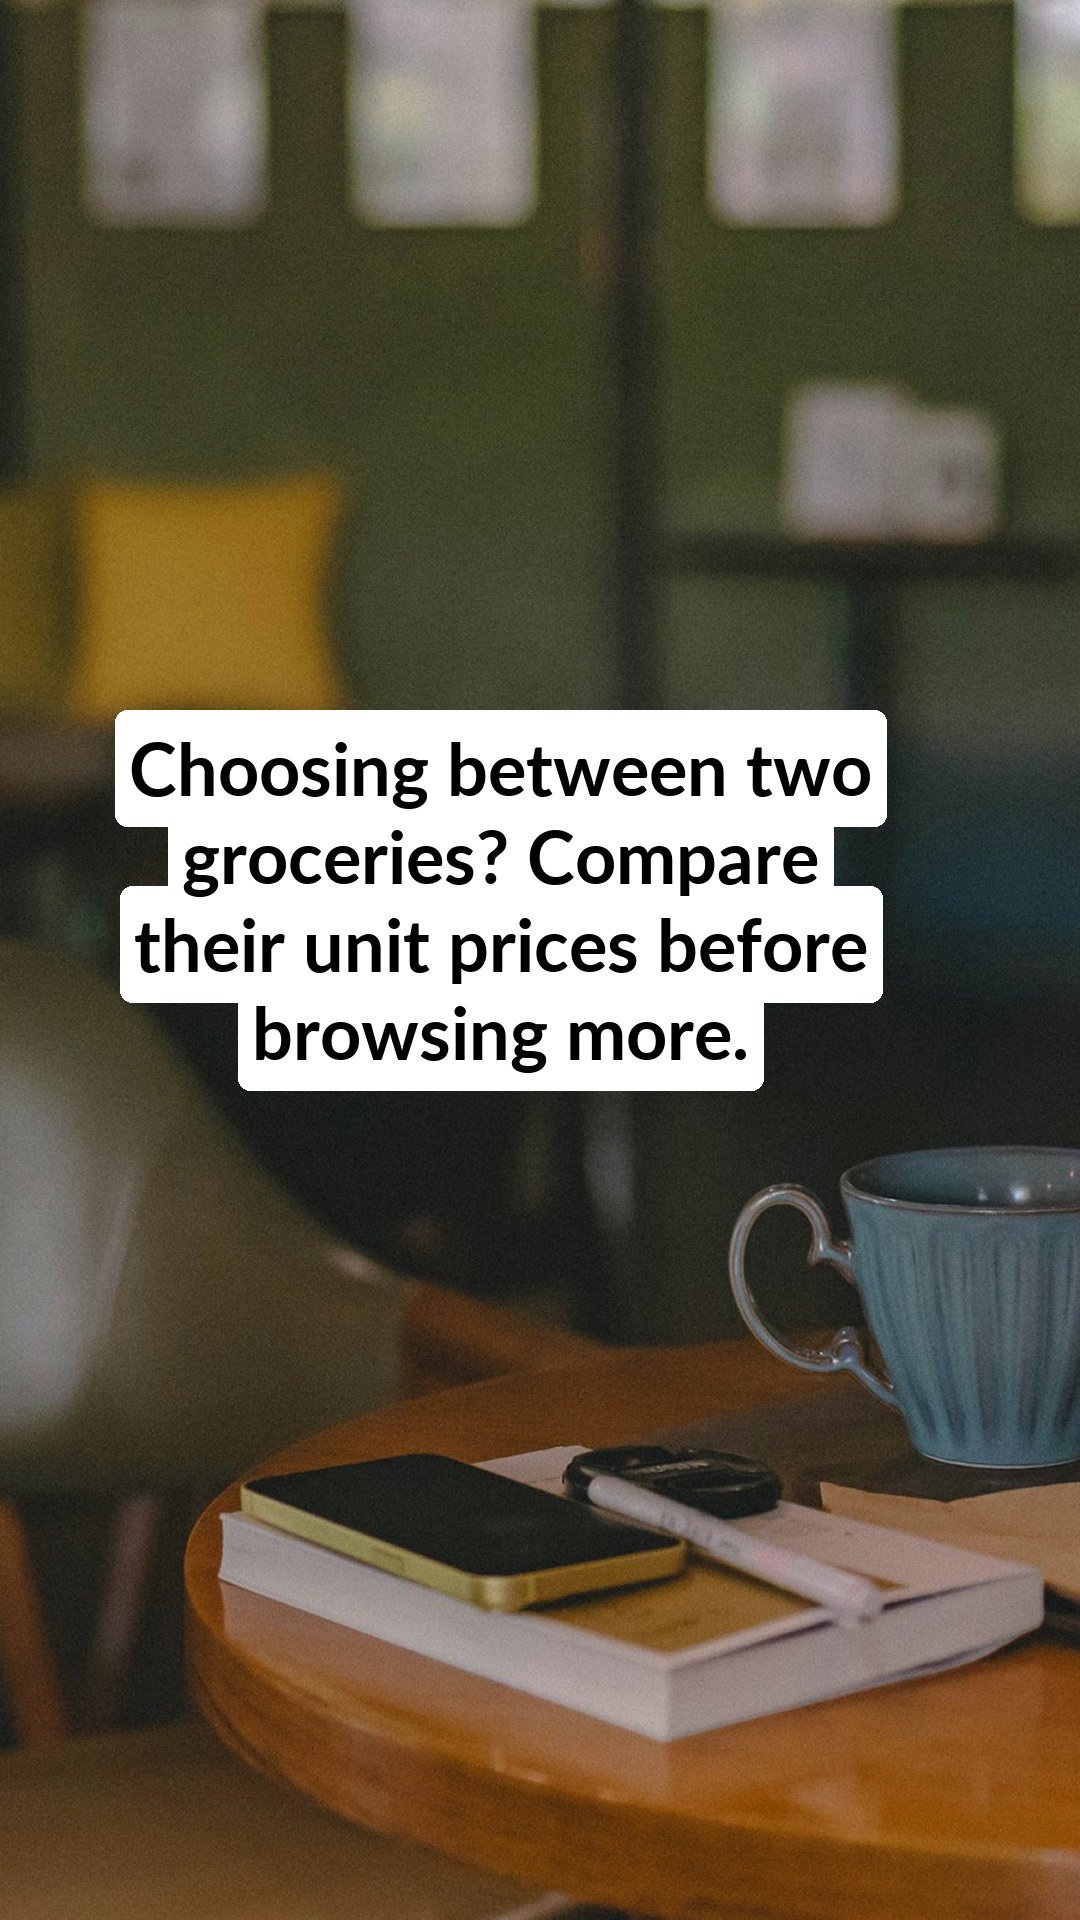 Choosing between two
groceries? Compare
their unit prices before
browsing more.